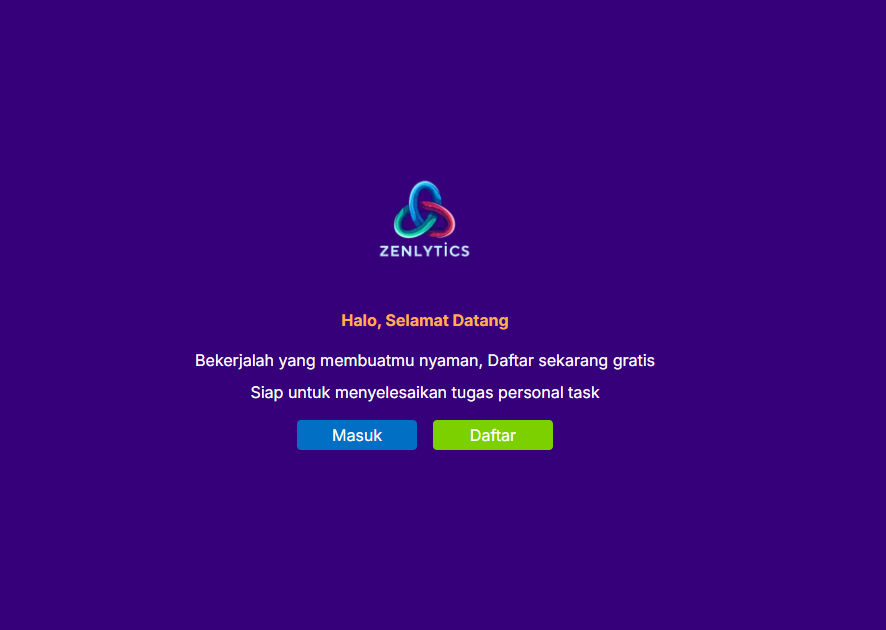 ZENLYTICS
Halo, Selamat Datang
Bekerjalah yang membuatmu nyaman, Daftar sekarang gratis
Siap untuk menyelesaikan tugas personal task
Masuk Daftar